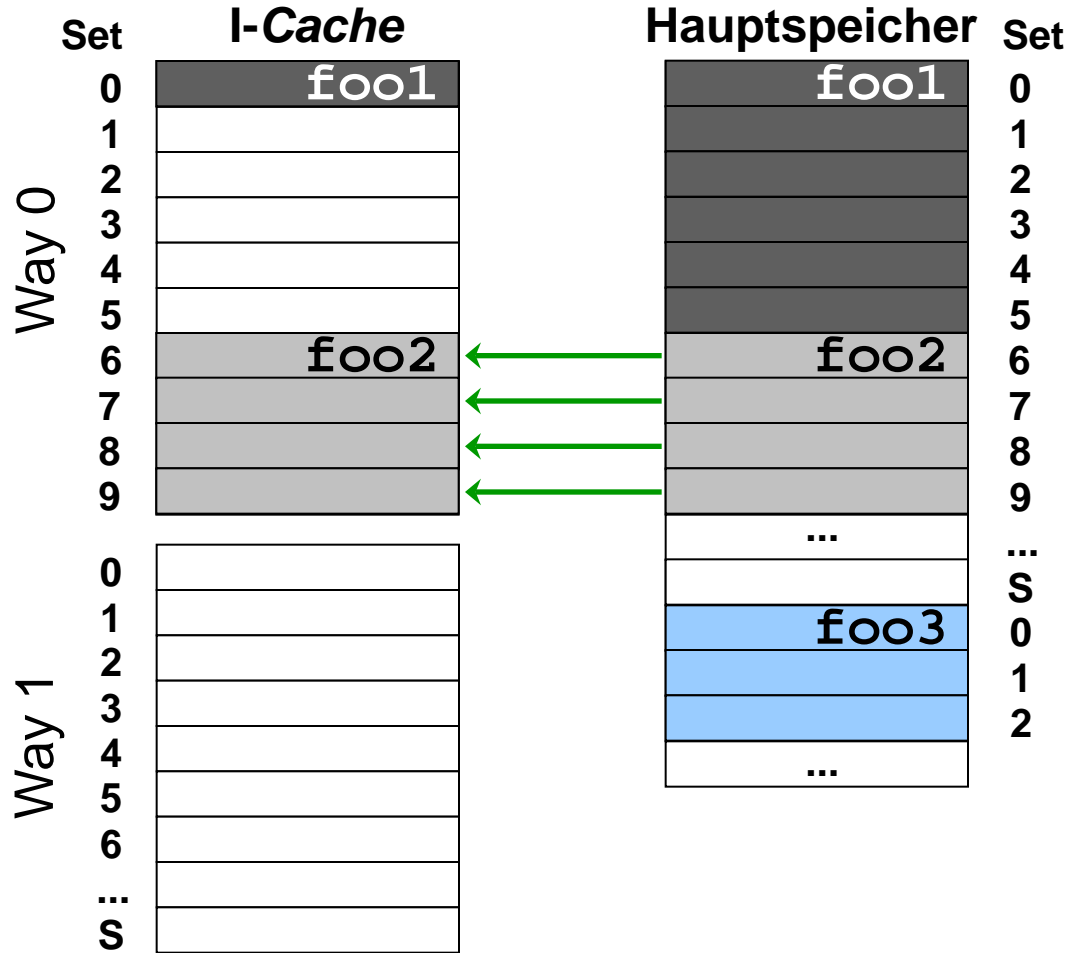 Set I-Cache Hauptspeicher Set
0 foo1 foo1 0
1 1
2 2
3 3
4 4
5 5
6 foo2 foo2 6
7 7
8 8
9 9
Way 0
... ...
S
0 foo3 0
1 1
2 2
3
4 ...
5
6
...
S
Way 1